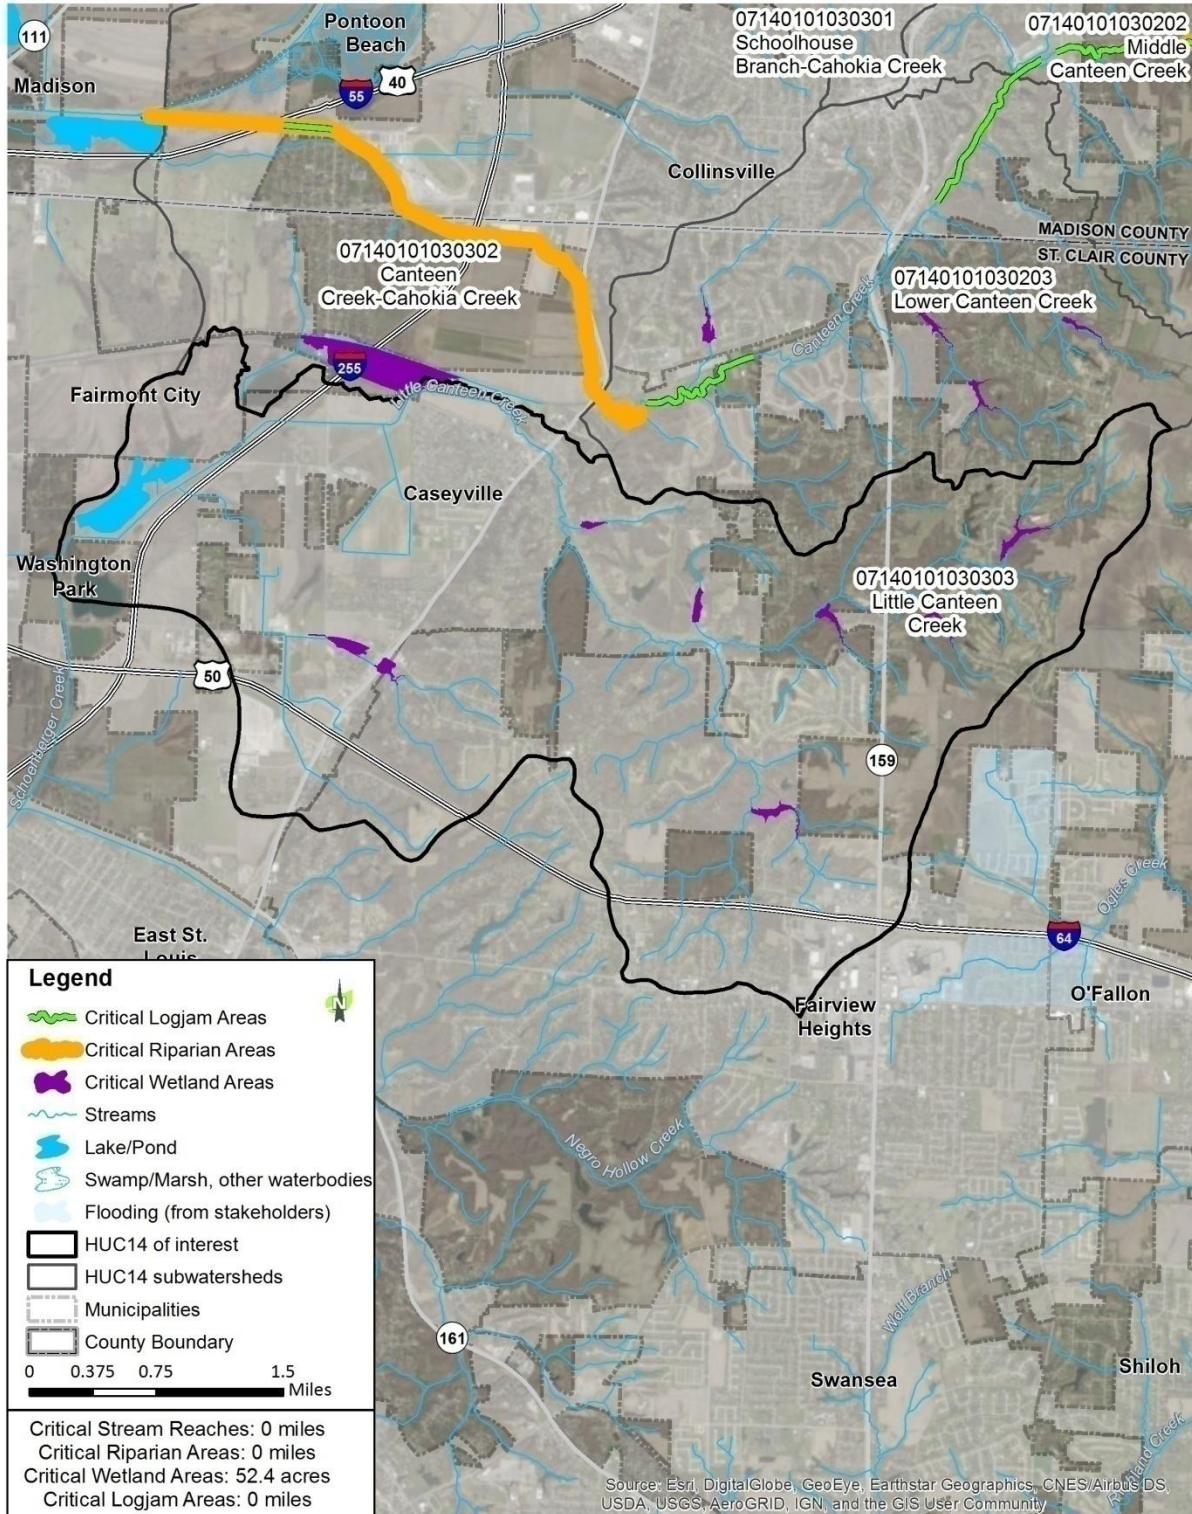 111
Pontoon
Beach
Madison
40
55
07140101030301
Schoolhouse
Branch-Cahokia Creek
07140101030202
Middle
Canteen Creek
Collinsville
MADISON COUNTY
ST. CLAIR COUNTY
07140101030302
Canteen
Creek-Cahokia Creek
07140101030203
Lower Canteen Creek
Canteen Creek
255
Little Canteen Creek
Fairmont City
Caseyville
Washington
Park
07140101030303
Little Canteen
Creek
50
Schoenberger Creek
159
Ogles Creek
64
East St.
Louis
O'Fallon
Fairview
Heights
Negro Hollow Creek
161
Wolf Branch
Swansea
Shiloh
Richland Creek
Legend
N
Critical Logjam Areas
Critical Riparian Areas
Critical Wetland Areas
Streams
Lake/Pond
Swamp/Marsh, other waterbodies
Flooding (from stakeholders)
HUC14 of interest
HUC14 subwatersheds
Municipalities
County Boundary
0 0.375 0.75 1.5
Miles
Critical Stream Reaches: 0 miles
Critical Riparian Areas: 0 miles
Critical Wetland Areas: 52.4 acres
Critical Logjam Areas: 0 miles
Source: Esri, DigitalGlobe, GeoEye, Earthstar Geographics, CNES/Airbus DS,
USDA, USGS, AeroGRID, IGN, and the GIS User Community